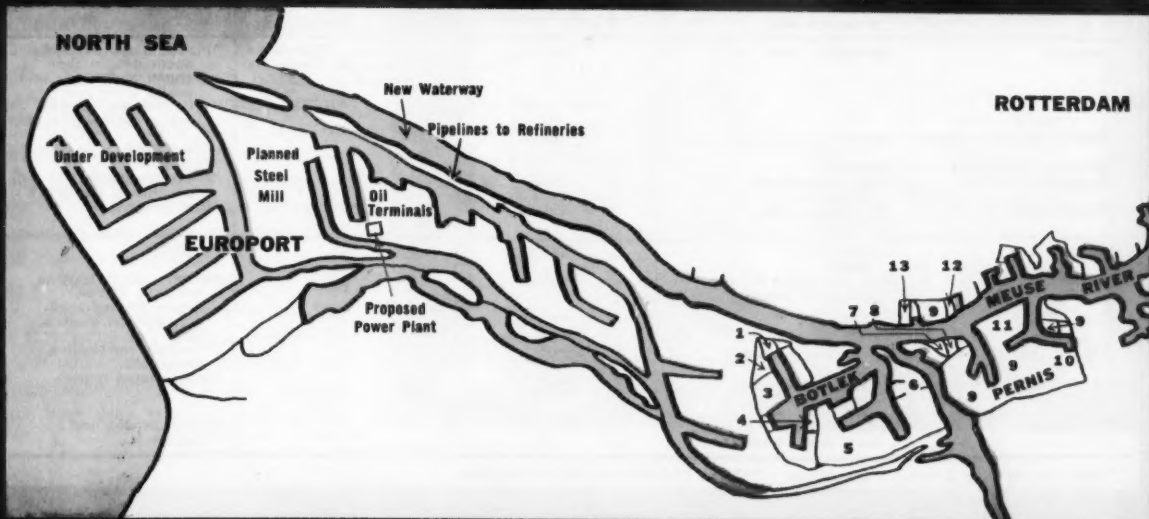 NORTH SEA
New Waterway
ROTTERDAM
Pipelines to Refineries
Under Development
Planned
Steel
Mill
Oil
Terminals
EUROPORT
Proposed
Power Plant
13
12
9
MEUSE RIVER
7
8
11
9
1
2
3
BOTLEK
6
9
10
PERNIS
9
4
5